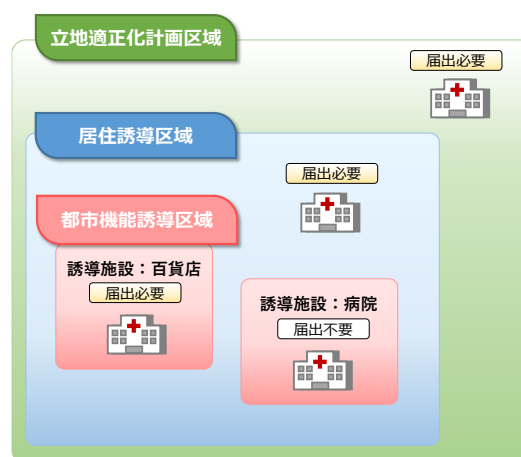 立地適正化計画区域
届出必要
居住誘導区域
届出必要
都市機能誘導区域
誘導施設：百貨店
届出必要
誘導施設：病院
届出不要